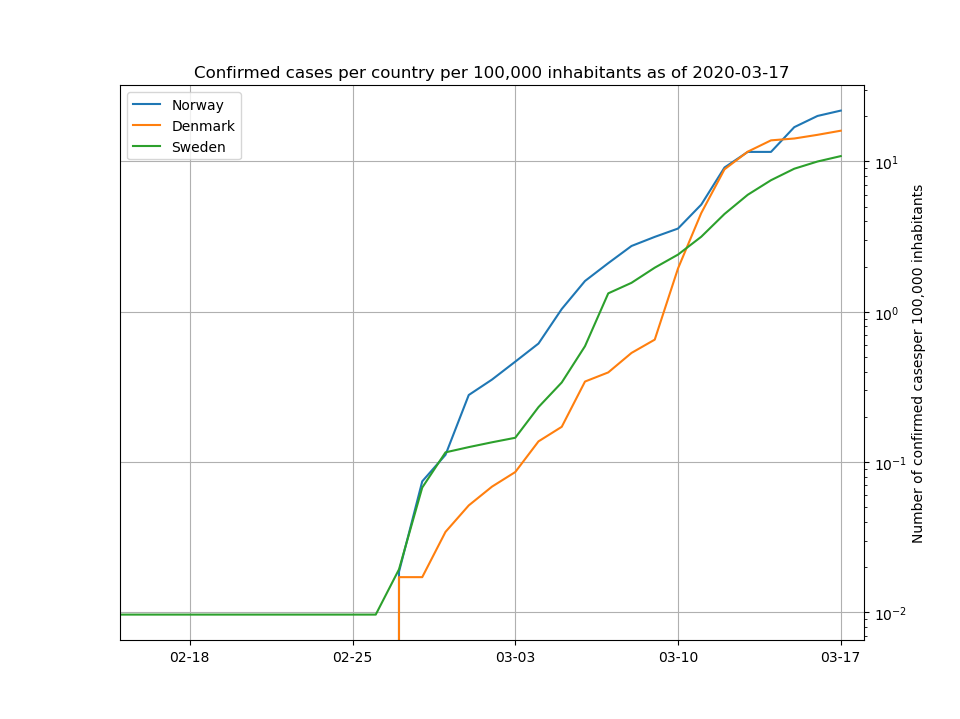 Confirmed cases per country per 100,000 inhabitants as of 2020-03-17
Norway
Denmark
Sweden
10¹
10⁰
10⁻¹
10⁻²
Number of confirmed casesper 100,000 inhabitants
02-18
02-25
03-03
03-10
03-17